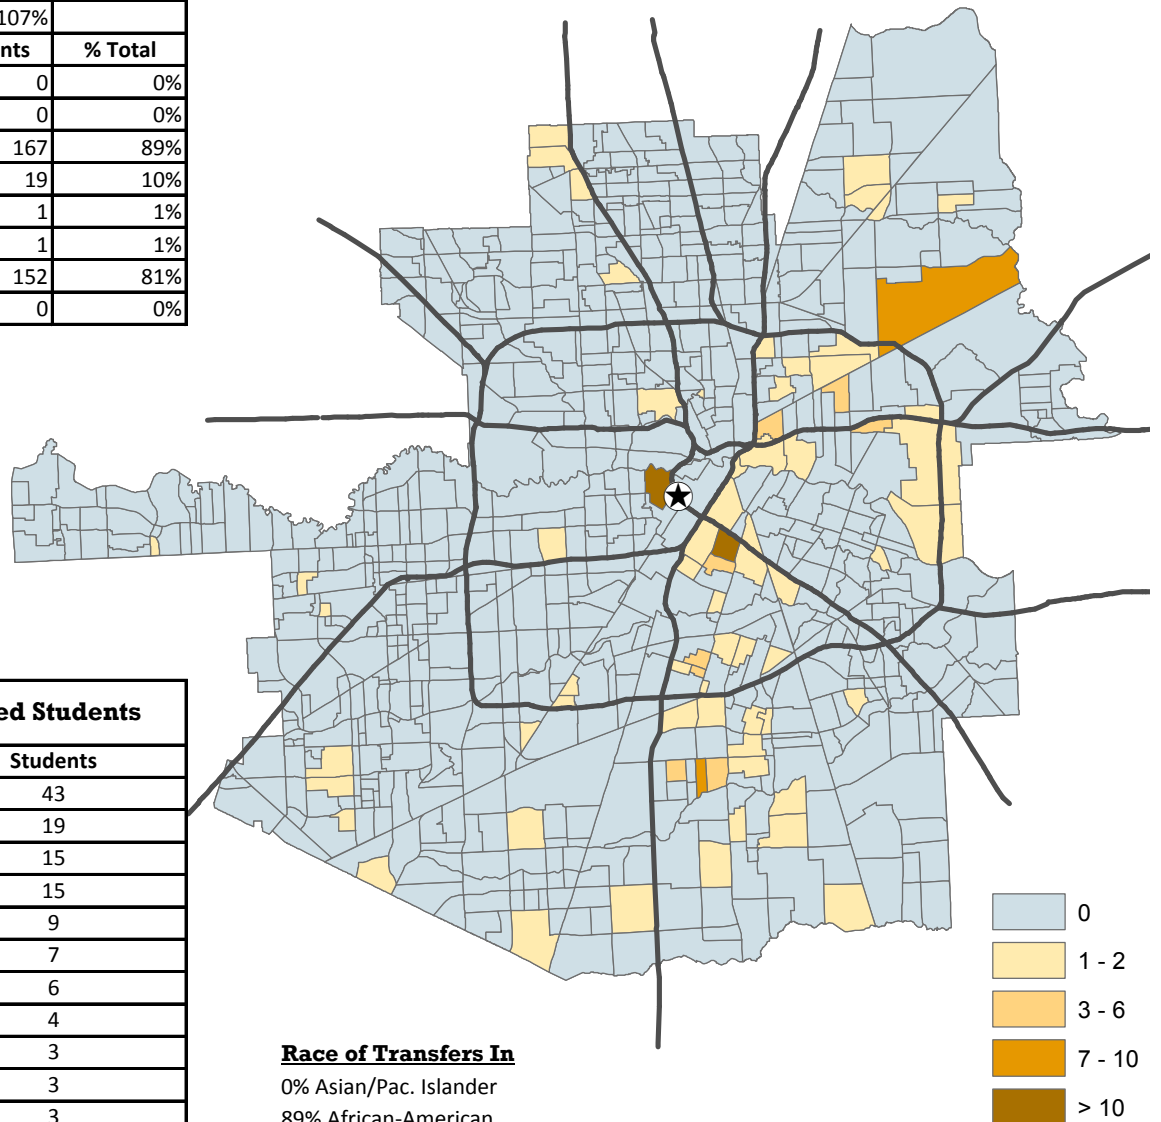 107%
nts % Total
0 0%
0 0%
167 89%
19 10%
1 1%
1 1%
152 81%
0 0%
ed Students
Students
43
19
15
15
9
7
6
4
3
3
3
0
1 - 2
3 - 6
7 - 10
> 10
Race of Transfers In
0% Asian/Pac. Islander
89% African-American